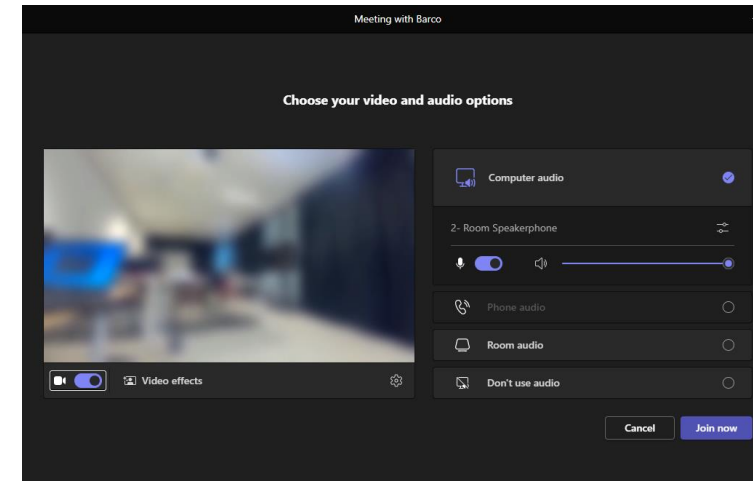 Meeting with Barco
Choose your video and audio options
Computer audio
2- Room Speakerphone
Phone audio
Room audio
Don't use audio
Video effects
Cancel
Join now